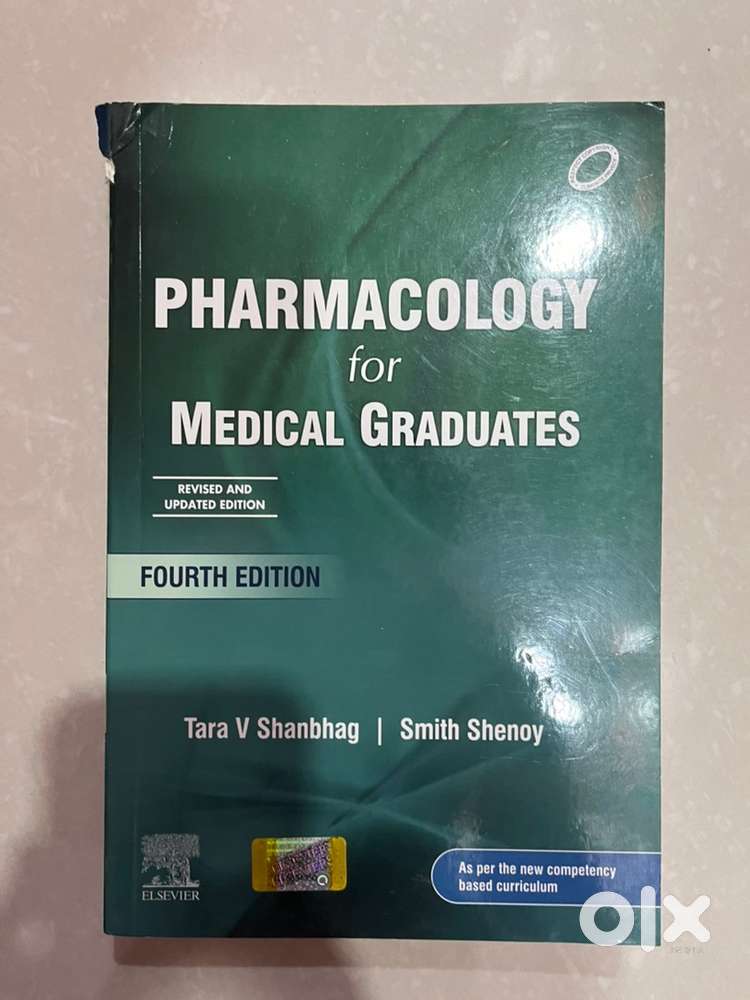 PHARMACOLOGY
for
MEDICAL GRADUATES
REVISED AND
UPDATED EDITION
FOURTH EDITION
Tara V Shanbhag | Smith Shenoy
ELSEVIER
As per the new competency
based curriculum
olx